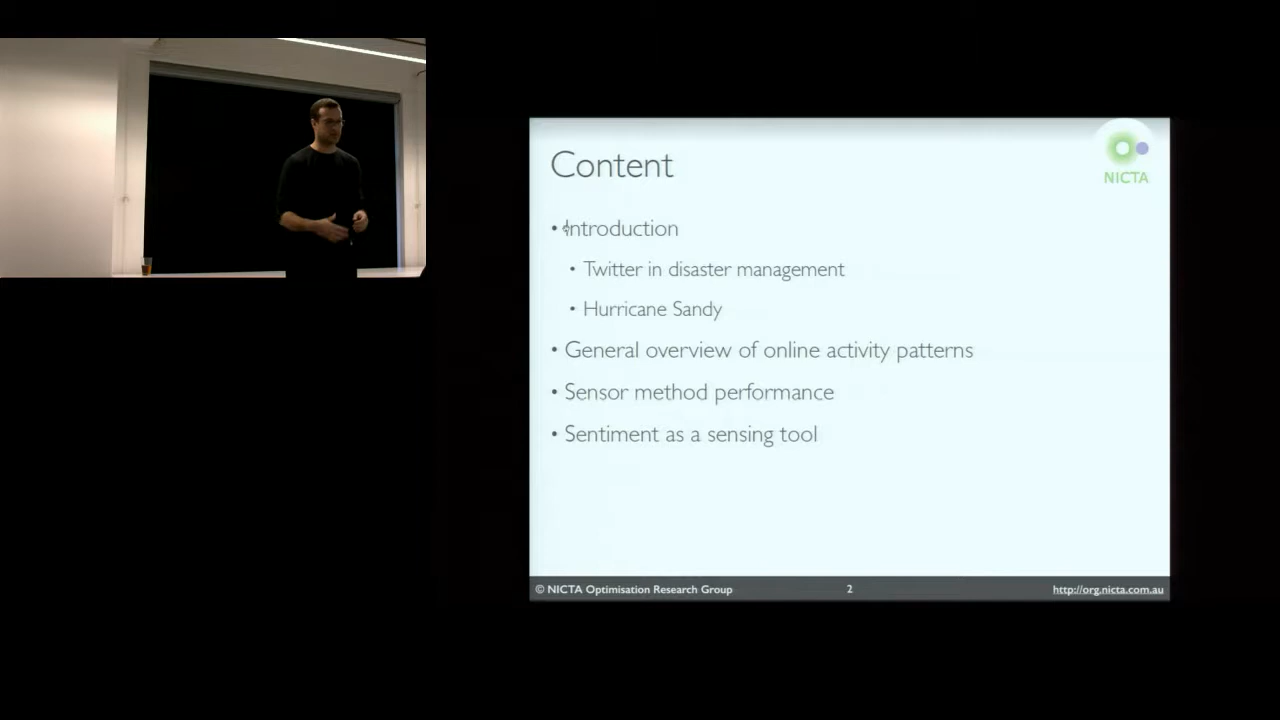 Content
NICTA
• Introduction
• Twitter in disaster management
• Hurricane Sandy
• General overview of online activity patterns
• Sensor method performance
• Sentiment as a sensing tool
© NICTA Optimisation Research Group 2 http://org.nicta.com.au